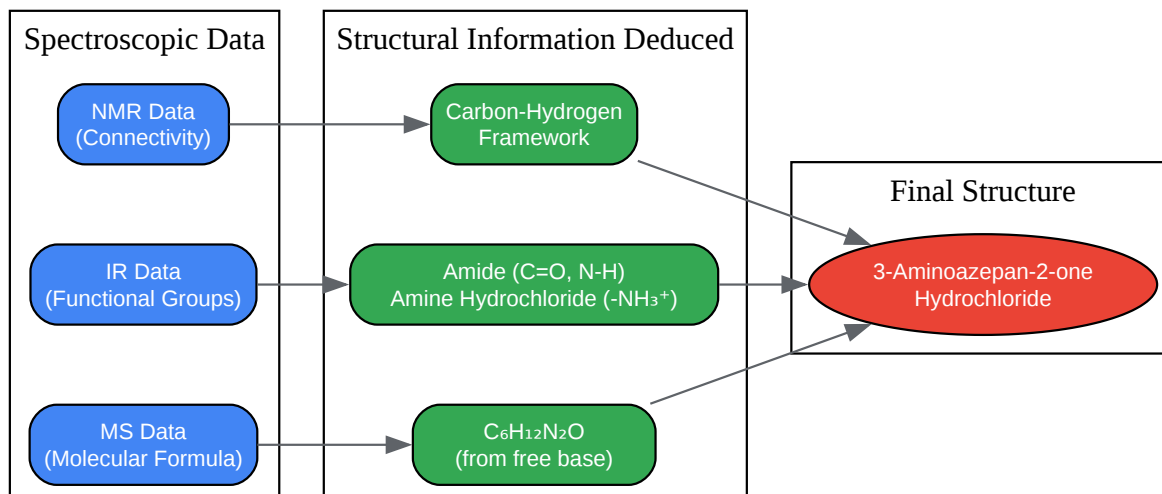 Spectroscopic Data
NMR Data
(Connectivity)
IR Data
(Functional Groups)
MS Data
(Molecular Formula)
Structural Information Deduced
Carbon-Hydrogen
Framework
Amide (C=O, N-H)
Amine Hydrochloride (-NH₃⁺)
C₆H₁₂N₂O
(from free base)
Final Structure
3-Aminoazepan-2-one
Hydrochloride